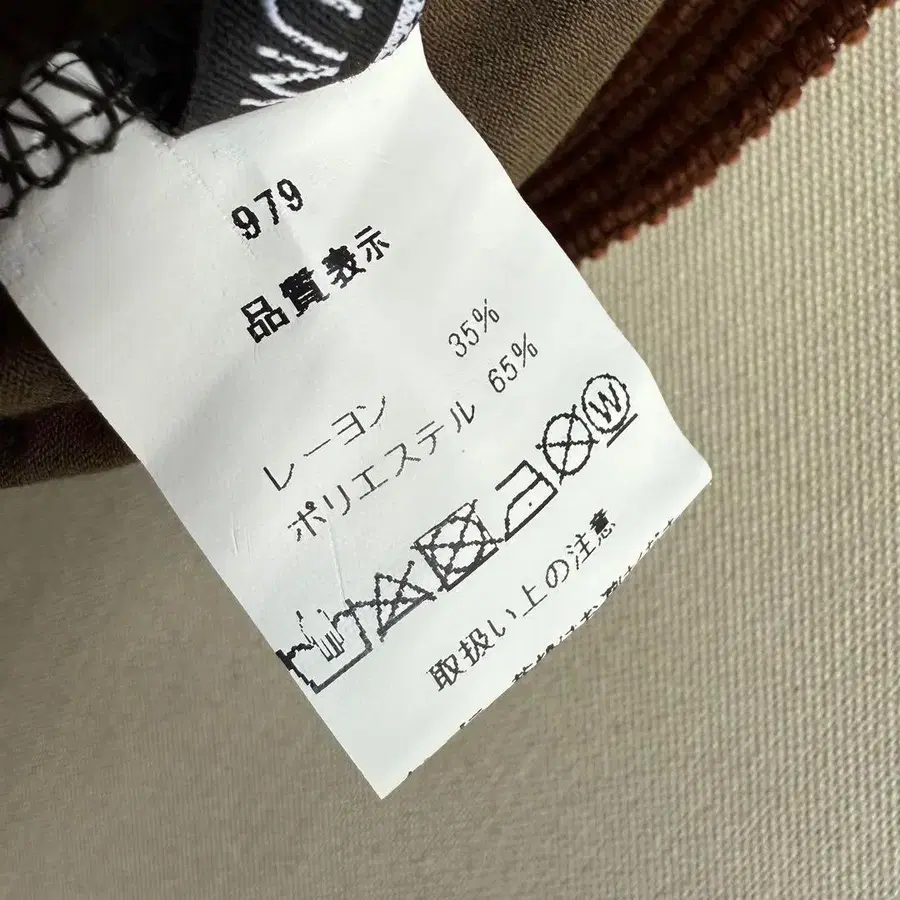 979
品質表示
レーヨン 35%
ポリエステル 65%
W
取扱い上の注意